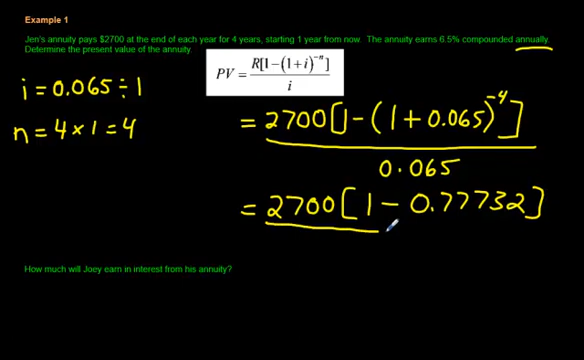 Example 1
Jen's annuity pays $2700 at the end of each year for 4 years, starting 1 year from now. The annuity earns 6.5% compounded annually.
Determine the present value of the annuity
PV = R[1−(1+i)^−n] / i
i = 0.065 ÷ 1
n = 4 × 1 = 4
= 2700[1 − (1 + 0.065)^−4]
0.065
= 2700[1 − 0.77732]
How much will Joey earn in interest from his annuity?